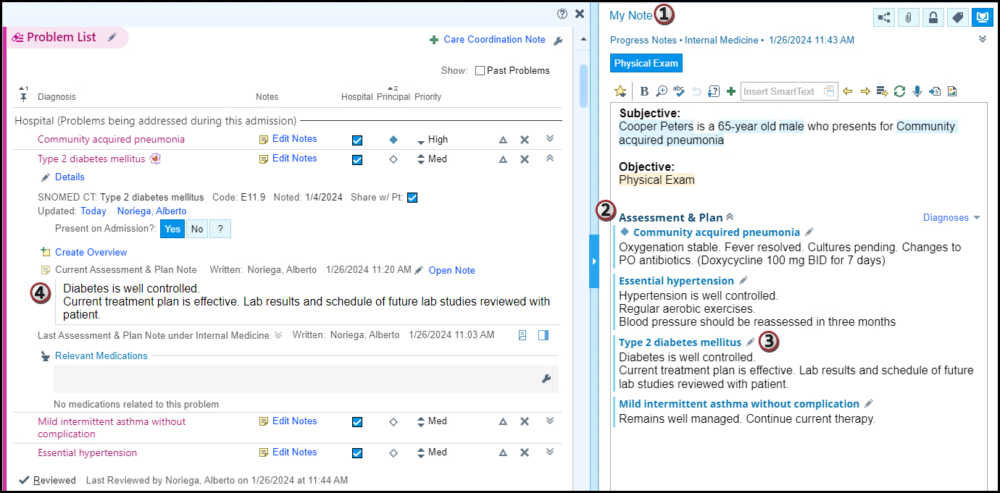 Problem List
Care Coordination Note
Show: Past Problems
1 Diagnosis Notes Hospital 2 Principal Priority
Hospital (Problems being addressed during this admission)
Community acquired pneumonia Edit Notes High
Type 2 diabetes mellitus Edit Notes Med
Details
SNOMED CT: Type 2 diabetes mellitus Code: E11.9 Noted: 1/4/2024 Share w/ Pt:
Updated: Today Noriega, Alberto
Present on Admission?: Yes No ?
Create Overview
Current Assessment & Plan Note Written: Noriega, Alberto 1/26/2024 11:20 AM Open Note
4
Diabetes is well controlled.
Current treatment plan is effective. Lab results and schedule of future lab studies reviewed with
patient.
Last Assessment & Plan Note under Internal Medicine Written: Noriega, Alberto 1/26/2024 11:03 AM
Relevant Medications
No medications related to this problem
Mild intermittent asthma without Edit Notes Med
complication
Essential hypertension Edit Notes Med
Reviewed Last Reviewed by Noriega, Alberto on 1/26/2024 at 11:44 AM
My Note 1
Progress Notes • Internal Medicine • 1/26/2024 11:43 AM
Physical Exam
B abc Insert SmartText
Subjective:
Cooper Peters is a 65-year old male who presents for Community
acquired pneumonia
Objective:
Physical Exam
2 Assessment & Plan Diagnoses
Community acquired pneumonia
Oxygenation stable. Fever resolved. Cultures pending. Changes to
PO antibiotics. (Doxycycline 100 mg BID for 7 days)
Essential hypertension
Hypertension is well controlled.
Regular aerobic exercises.
Blood pressure should be reassessed in three months
Type 2 diabetes mellitus 3
Diabetes is well controlled.
Current treatment plan is effective. Lab results and schedule of future
lab studies reviewed with patient.
Mild intermittent asthma without complication
Remains well managed. Continue current therapy.